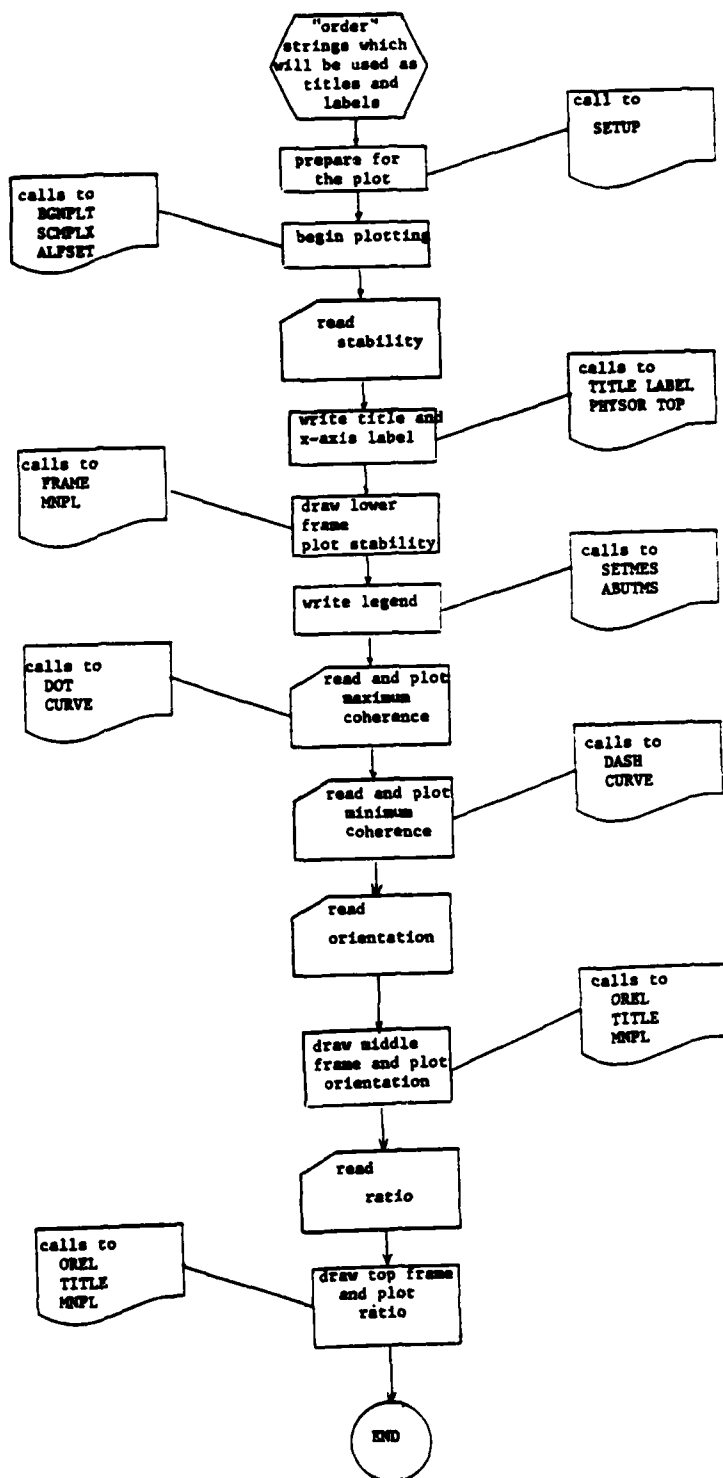 "order"
strings which
will be used as
titles and
labels
call to
SETUP
prepare for
the plot
calls to
BGNPLT
SCMPLX
ALFSET
begin plotting
read
stability
calls to
TITLE LABEL
PHYSOR TOP
write title and
x-axis label
calls to
FRAME
MNPL
draw lower
frame
plot stability
calls to
SETMES
ABUTMS
write legend
calls to
DOT
CURVE
read and plot
maximum
coherence
calls to
DASH
CURVE
read and plot
minimum
coherence
read
orientation
calls to
OREL
TITLE
MNPL
draw middle
frame and plot
orientation
read
ratio
calls to
OREL
TITLE
MNPL
draw top frame
and plot
ratio
END